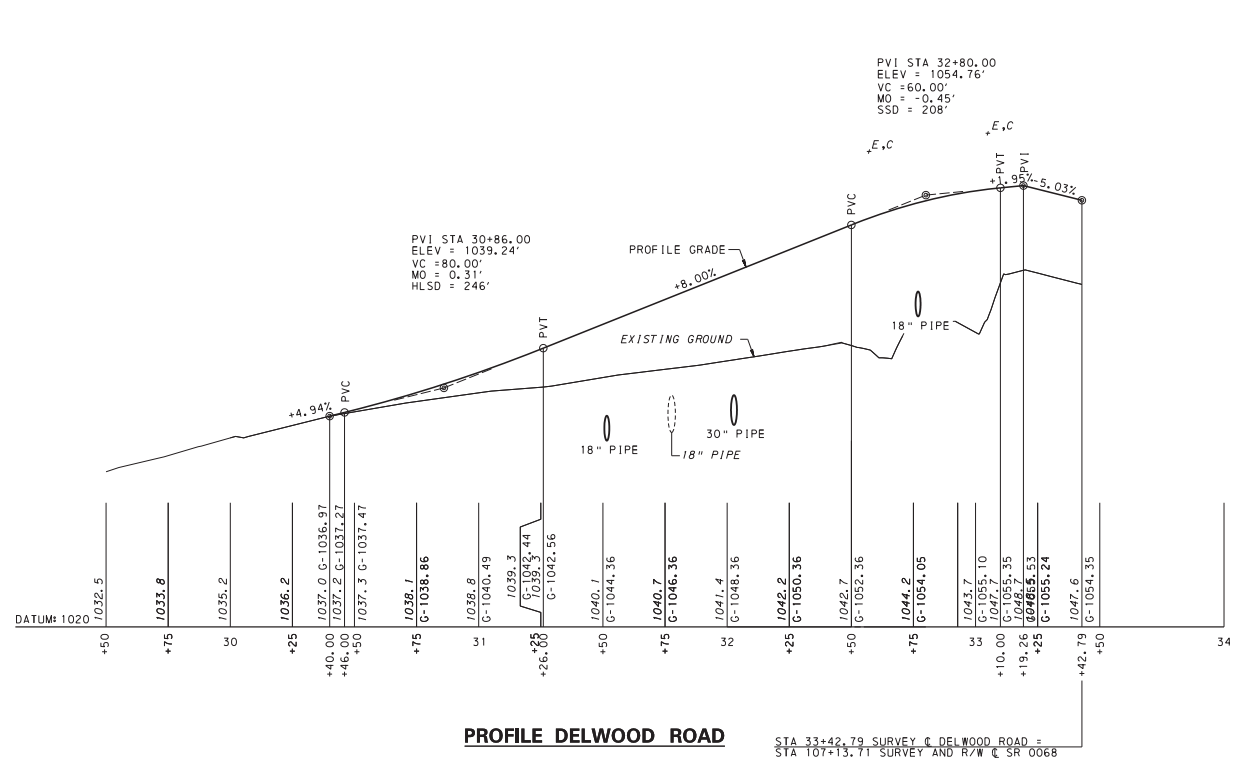 PVI STA 32+80.00
ELEV = 1054.76'
VC =60.00'
MO = -0.45'
SSD = 208'
E,C
E,C
PVT
PVI
+1.95%
-5.03%
PVC
PVI STA 30+86.00
ELEV = 1039.24'
VC =80.00'
MO = 0.31'
HLSD = 246'
PROFILE GRADE
+8.00%
PVT
EXISTING GROUND
18" PIPE
PVC
+4.94%
18" PIPE
18" PIPE
30" PIPE
1032.5
1033.8
1035.2
1036.2
1037.0 G-1036.97
1037.2 G-1037.27
1037.3 G-1037.47
1038.1 G-1038.86
1038.8 G-1040.49
1039.3 G-1042.44
1039.3 G-1042.56
1040.1 G-1044.36
1040.7 G-1046.36
1041.4 G-1048.36
1042.2 G-1050.36
1042.7 G-1052.36
1044.2 G-1054.05
1043.7 G-1055.10
1047.7 G-1055.35
1048.7
1048.5 G-1055.24
1047.6 G-1054.35
DATUM= 1020
+50
+75
30
+25
+40.00
+46.00
+50
+75
31
+25
+26.00
+50
+75
32
+25
+50
+75
33
+10.00
+19.26
+25
+42.79
+50
34
PROFILE DELWOOD ROAD
STA 33+42.79 SURVEY ℄ DELWOOD ROAD =
STA 107+13.71 SURVEY AND R/W ℄ SR 0068